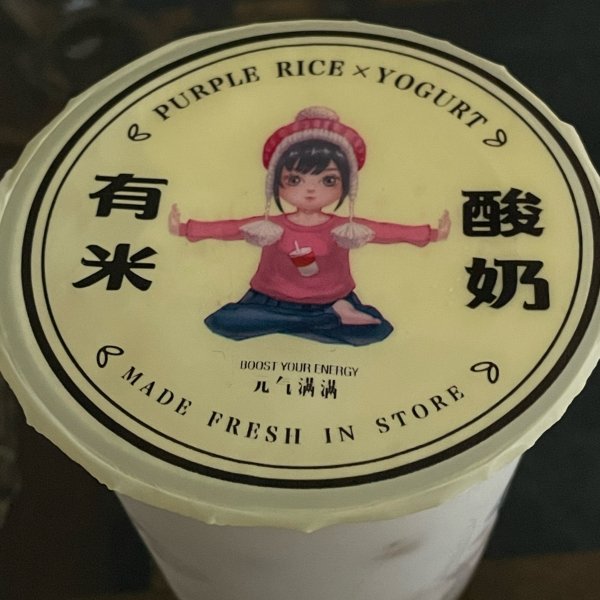 PURPLE RICE × YOGURT
有米
酸奶
BOOST YOUR ENERGY
元气满满
MADE FRESH IN STORE